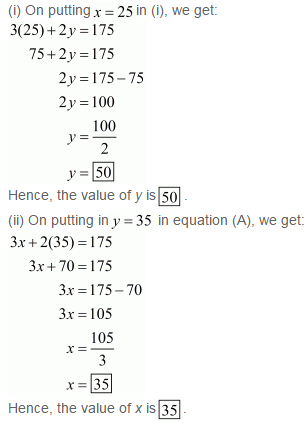 (i) On putting x = 25 in (i), we get:
3(25)+2y=175
75+2y=175
2y=175−75
2y=100
y=100/2
y=50
Hence, the value of y is 50.
(ii) On putting in y = 35 in equation (A), we get:
3x+2(35)=175
3x+70=175
3x=175−70
3x=105
x=105/3
x=35
Hence, the value of x is 35.